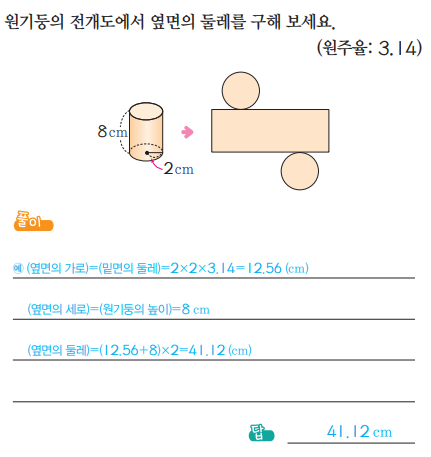 원기둥의 전개도에서 옆면의 둘레를 구해 보세요.
(원주율: 3.14)
8cm
2cm
풀이
예 (옆면의 가로)=(밑면의 둘레)=2×2×3.14=12.56 (cm)
(옆면의 세로)=(원기둥의 높이)=8 cm
(옆면의 둘레)=(12.56+8)×2=41.12 (cm)
답 41.12 cm